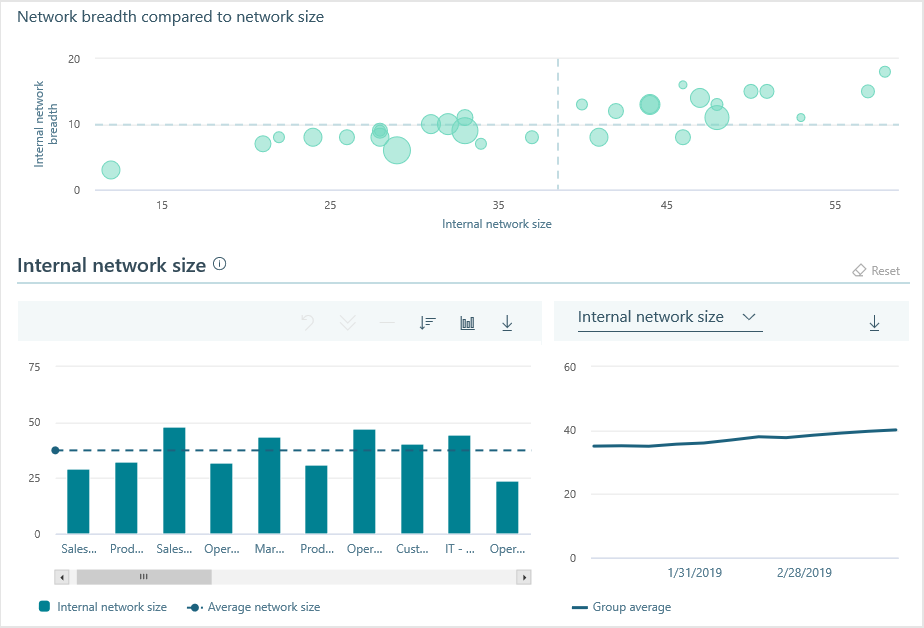 Network breadth compared to network size
20
10
0
Internal network
breadth
15 25 35 45 55
Internal network size
Internal network size
Reset
Internal network size
75
50
25
0
Sales... Prod... Sales... Oper... Mar... Prod... Oper... Cust... IT - ... Oper...
Internal network size Average network size
60
40
20
0
1/31/2019 2/28/2019
Group average